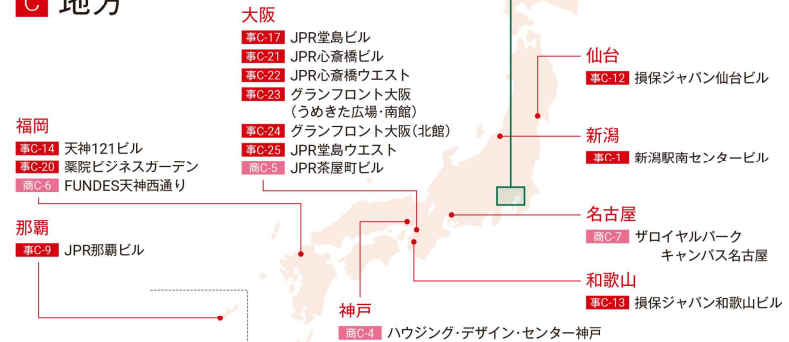 C 地方
大阪
事C-17 JPR堂島ビル
事C-21 JPR心斎橋ビル
事C-22 JPR心斎橋ウエスト
事C-23 グランフロント大阪
（うめきた広場・南館）
事C-24 グランフロント大阪（北館）
事C-25 JPR堂島ウエスト
商C-5 JPR茶屋町ビル
福岡
事C-14 天神121ビル
事C-20 薬院ビジネスガーデン
商C-6 FUNDES天神西通り
那覇
事C-9 JPR那覇ビル
神戸
商C-4 ハウジング・デザイン・センター神戸
仙台
事C-12 損保ジャパン仙台ビル
新潟
事C-1 新潟駅南センタービル
名古屋
商C-7 ザロイヤルパーク
キャンバス名古屋
和歌山
事C-13 損保ジャパン和歌山ビル